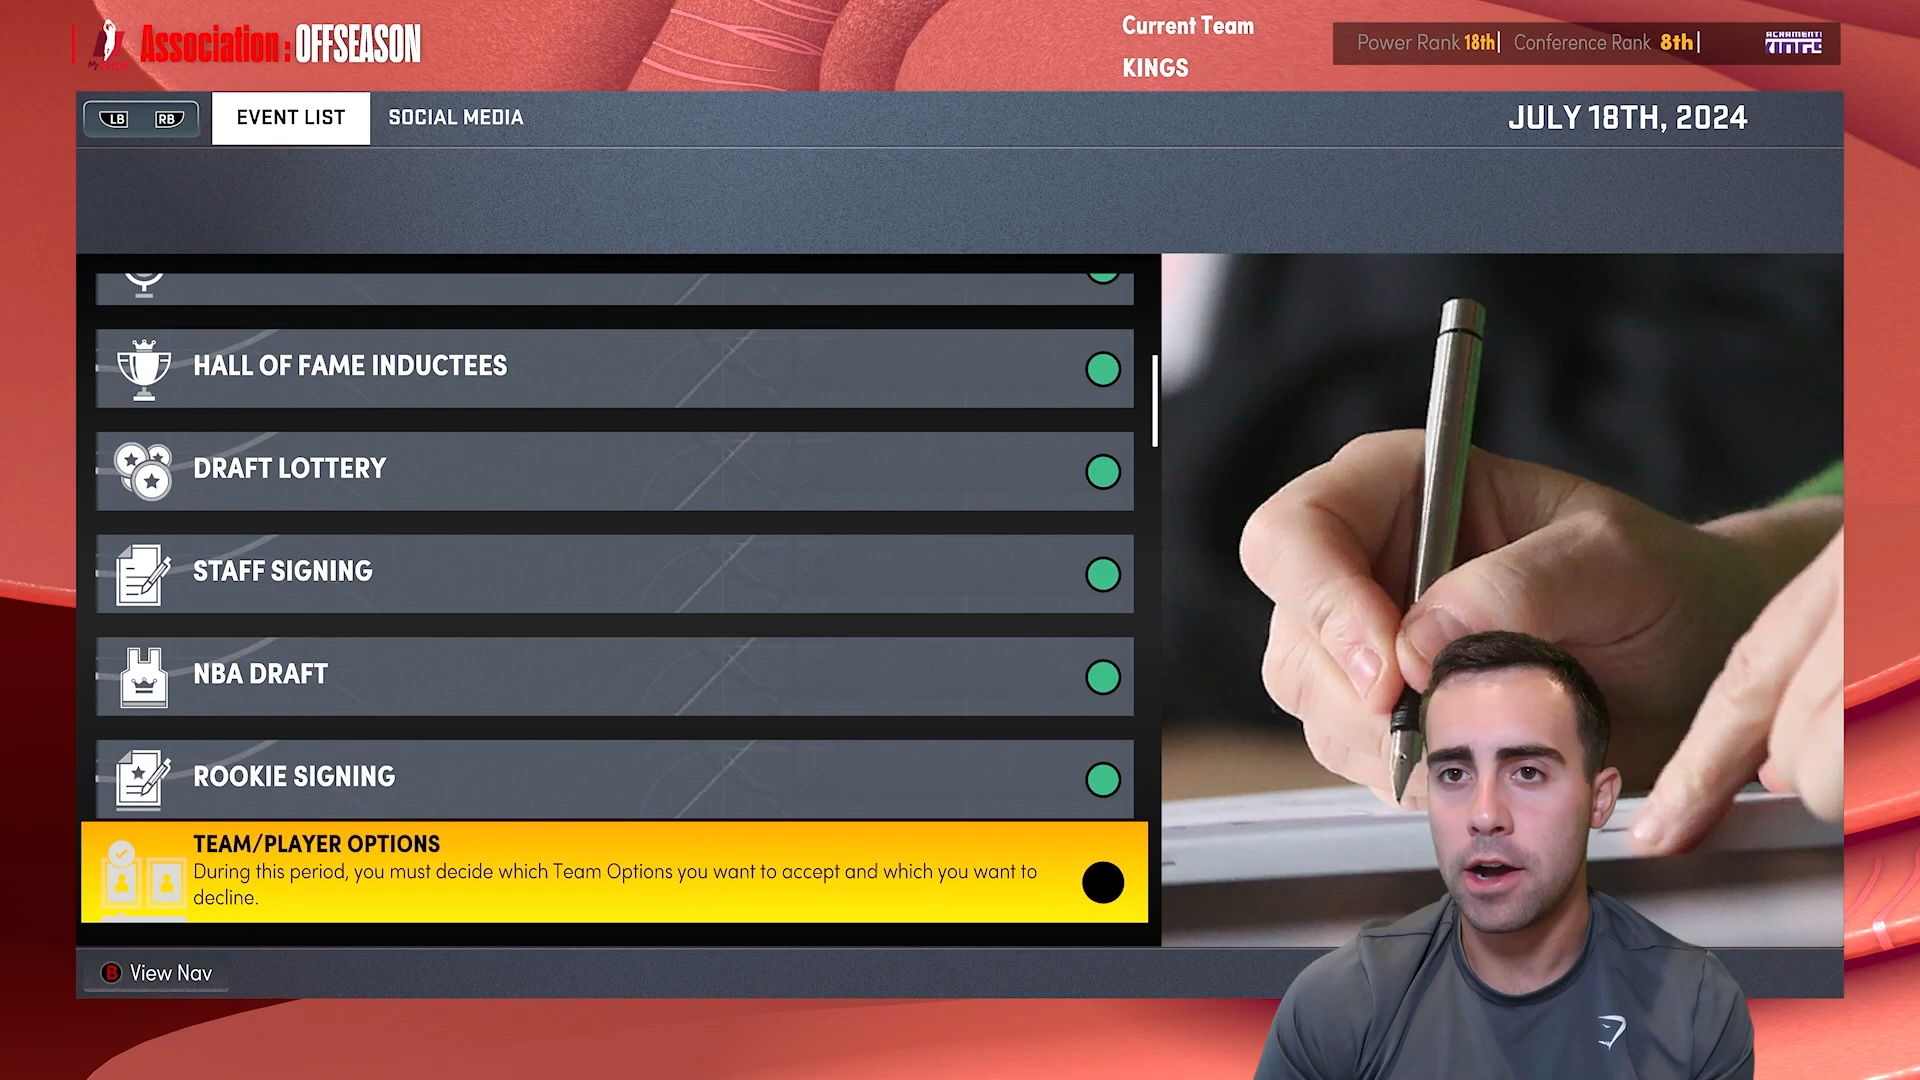 Association: OFFSEASON
Current Team
KINGS
Power Rank 18th| Conference Rank 8th|
LB RB EVENT LIST SOCIAL MEDIA
JULY 18TH, 2024
HALL OF FAME INDUCTEES
DRAFT LOTTERY
STAFF SIGNING
NBA DRAFT
ROOKIE SIGNING
TEAM/PLAYER OPTIONS
During this period, you must decide which Team Options you want to accept and which you want to
decline.
B View Nav